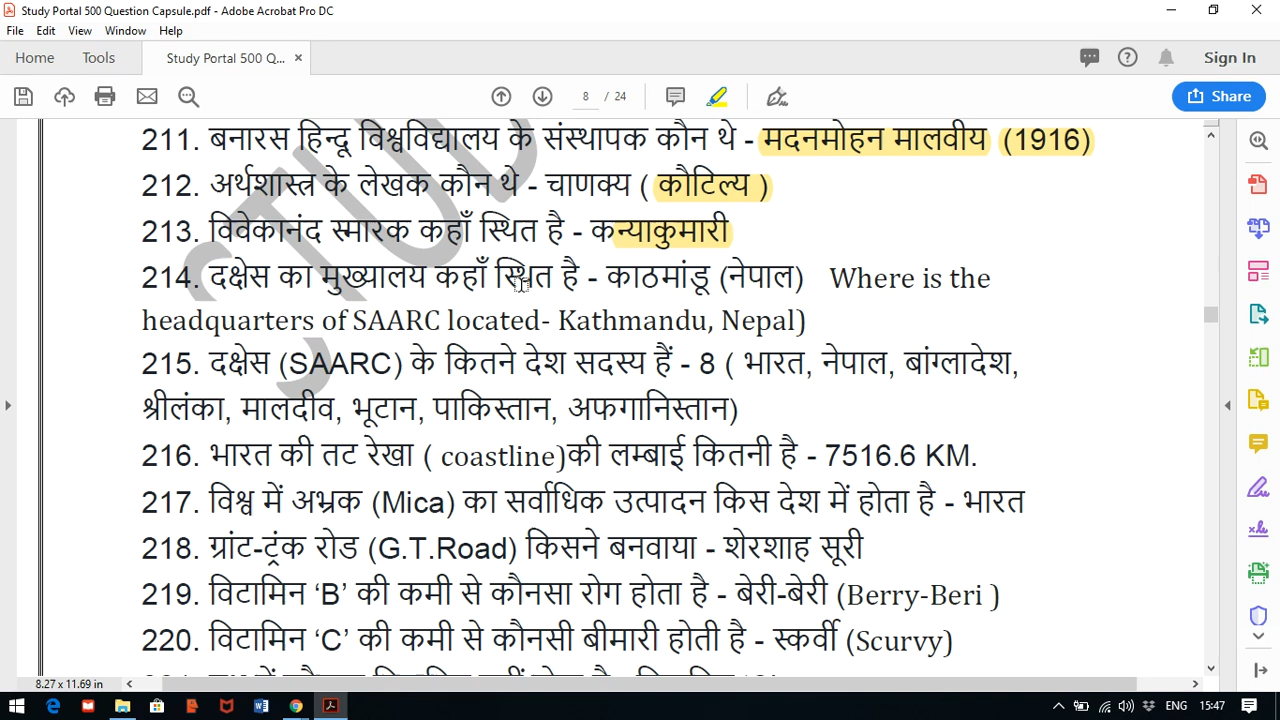 Study Portal 500 Question Capsule.pdf - Adobe Acrobat Pro DC
File Edit View Window Help
Home Tools Study Portal 500 Q... × Sign In
8 / 24 Share
211. बनारस हिन्दू विश्वविद्यालय के संस्थापक कौन थे - मदनमोहन मालवीय (1916)
212. अर्थशास्त्र के लेखक कौन थे - चाणक्य ( कौटिल्य )
213. विवेकानंद स्मारक कहाँ स्थित है - कन्याकुमारी
214. दक्षेस का मुख्यालय कहाँ स्थित है - काठमांडू (नेपाल) Where is the
headquarters of SAARC located- Kathmandu, Nepal)
215. दक्षेस (SAARC) के कितने देश सदस्य हैं - 8 ( भारत, नेपाल, बांग्लादेश,
श्रीलंका, मालदीव, भूटान, पाकिस्तान, अफगानिस्तान)
216. भारत की तट रेखा ( coastline)की लम्बाई कितनी है - 7516.6 KM.
217. विश्व में अभ्रक (Mica) का सर्वाधिक उत्पादन किस देश में होता है - भारत
218. ग्रांट-ट्रंक रोड (G.T.Road) किसने बनवाया - शेरशाह सूरी
219. विटामिन ‘B’ की कमी से कौनसा रोग होता है - बेरी-बेरी (Berry-Beri )
220. विटामिन ‘C’ की कमी से कौनसी बीमारी होती है - स्कर्वी (Scurvy)
8.27 x 11.69 in
ENG 15:47